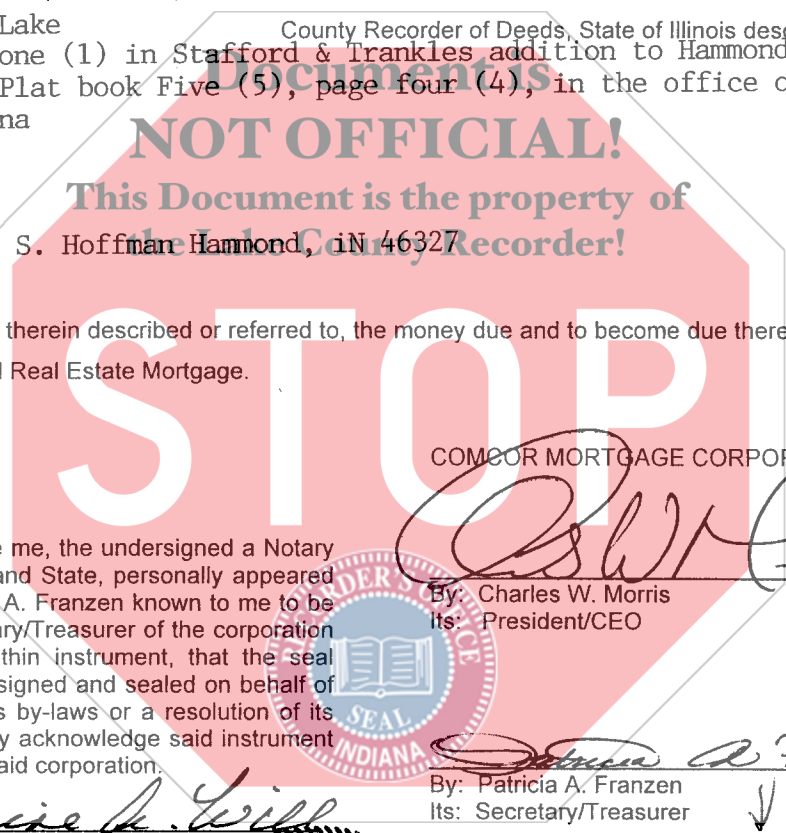 Lake
County Recorder of Deeds, State of Illinois
one (1) in Stafford & Trankles addition to Hammond
Plat book Five (5), page four (4), in the office
na
Document is
NOT OFFICIAL!
This Document is the property of
the Lake County Recorder!
S. Hoffman Hammond, iN 46327
therein described or referred to, the money due and to become due there
Real Estate Mortgage.
STOP
COMCOR MORTGAGE CORPOR
me, the undersigned a Notary
and State, personally appeared
A. Franzen known to me to be
ary/Treasurer of the corporation
thin instrument, that the seal
signed and sealed on behalf of
s by-laws or a resolution of its
y acknowledge said instrument
aid corporation.
By: Charles W. Morris
Its: President/CEO
RECORDER'S OFFICE
SEAL
INDIANA
By: Patricia A. Franzen
Its: Secretary/Treasurer